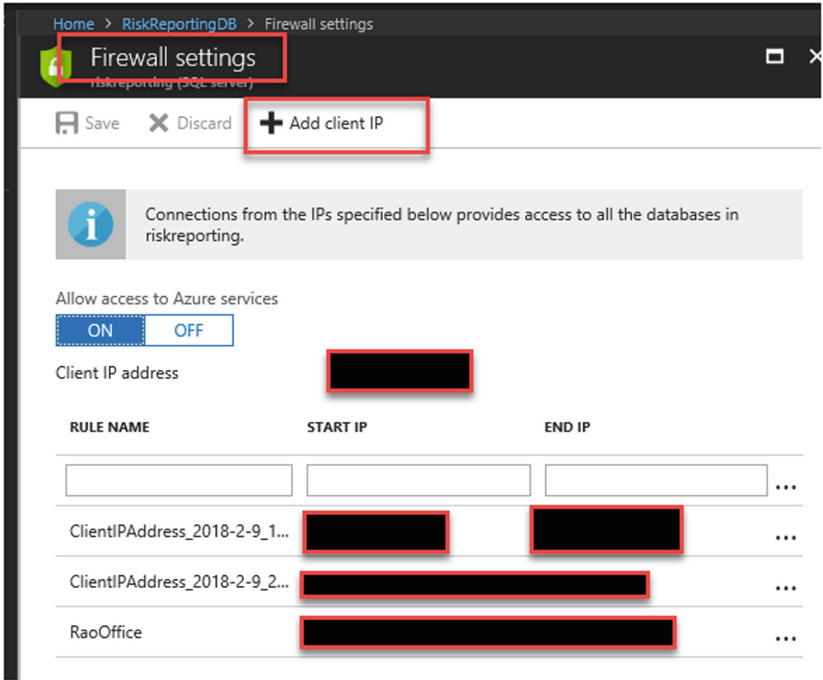 Home > RiskReportingDB > Firewall settings
Firewall settings
riskreporting (SQL server)
Save Discard Add client IP
Connections from the IPs specified below provides access to all the databases in
riskreporting.
Allow access to Azure services
ON OFF
Client IP address
RULE NAME START IP END IP
...
ClientIPAddress_2018-2-9_1... ...
ClientIPAddress_2018-2-9_2... ...
RaoOffice ...